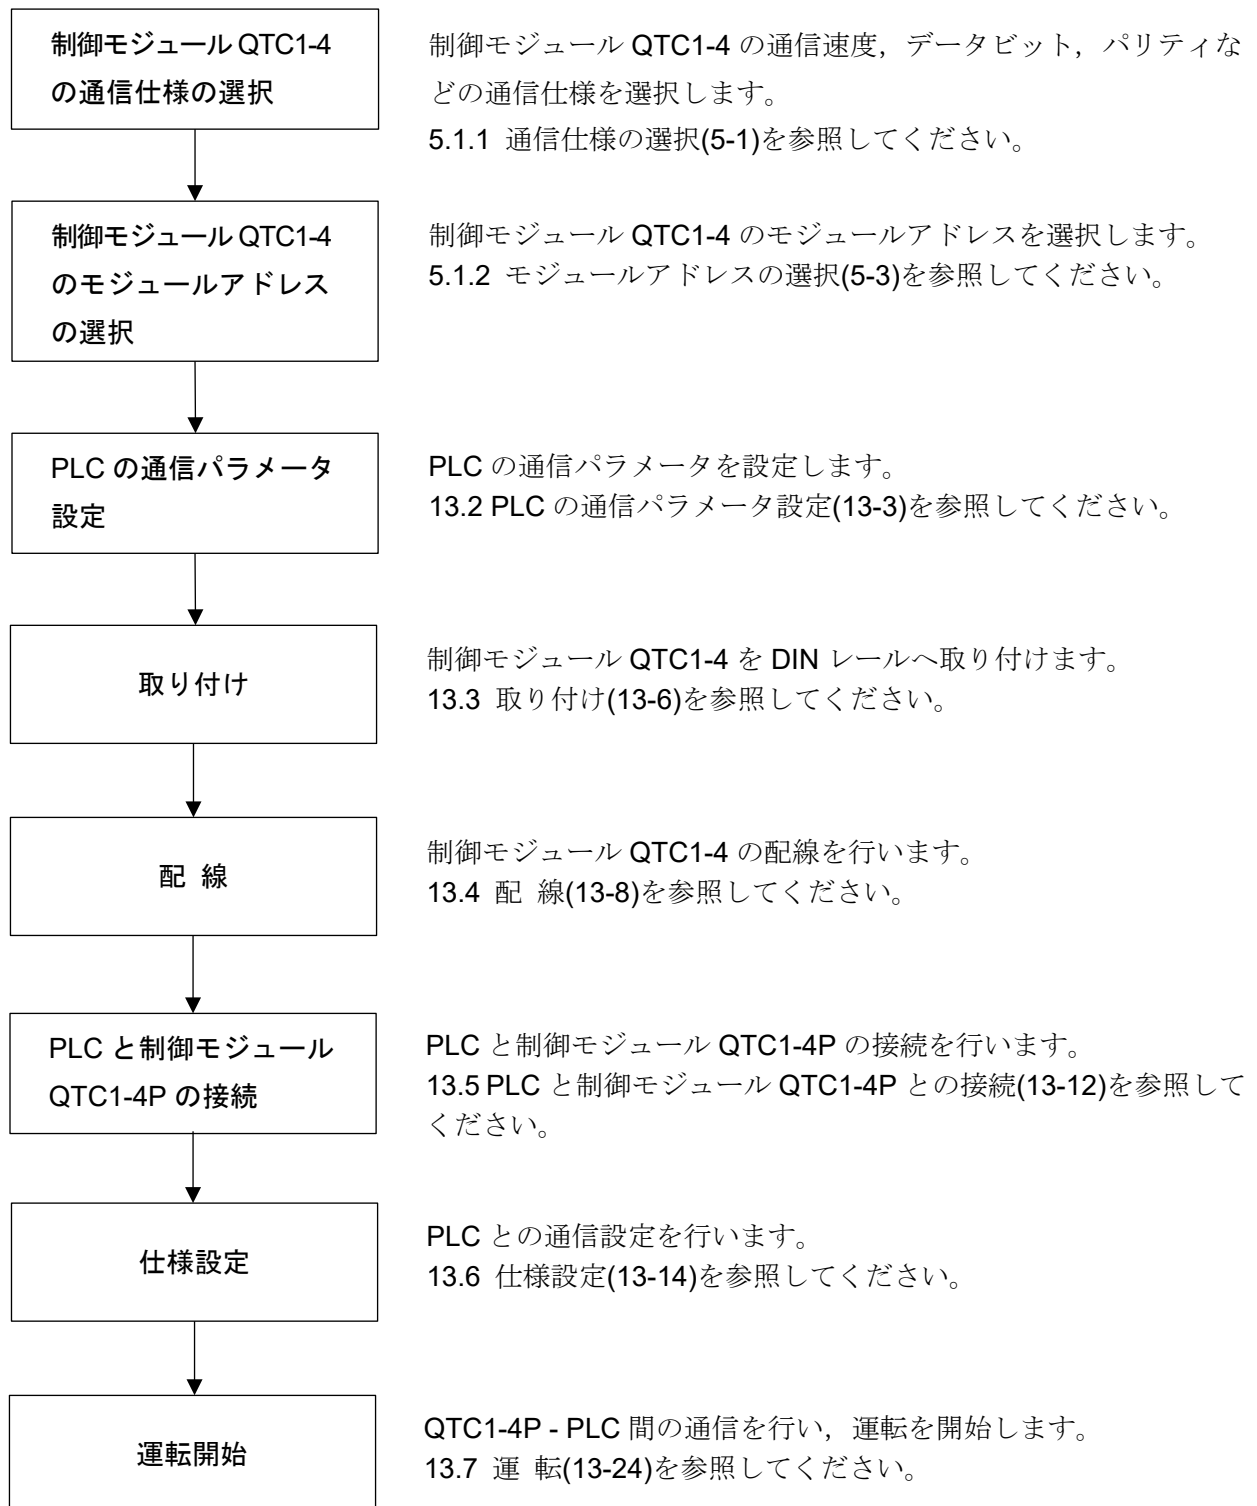 制御モジュール QTC1-4
の通信仕様の選択
制御モジュール QTC1-4 の通信速度，データビット，パリティな
どの通信仕様を選択します。
5.1.1 通信仕様の選択(5-1)を参照してください。
制御モジュール QTC1-4
のモジュールアドレス
の選択
制御モジュール QTC1-4 のモジュールアドレスを選択します。
5.1.2 モジュールアドレスの選択(5-3)を参照してください。
PLC の通信パラメータ
設定
PLC の通信パラメータを設定します。
13.2 PLC の通信パラメータ設定(13-3)を参照してください。
取り付け
制御モジュール QTC1-4 を DIN レールへ取り付けます。
13.3 取り付け(13-6)を参照してください。
配 線
制御モジュール QTC1-4 の配線を行います。
13.4 配 線(13-8)を参照してください。
PLC と制御モジュール
QTC1-4P の接続
PLC と制御モジュール QTC1-4P の接続を行います。
13.5 PLC と制御モジュール QTC1-4P との接続(13-12)を参照して
ください。
仕様設定
PLC との通信設定を行います。
13.6 仕様設定(13-14)を参照してください。
運転開始
QTC1-4P - PLC 間の通信を行い，運転を開始します。
13.7 運 転(13-24)を参照してください。